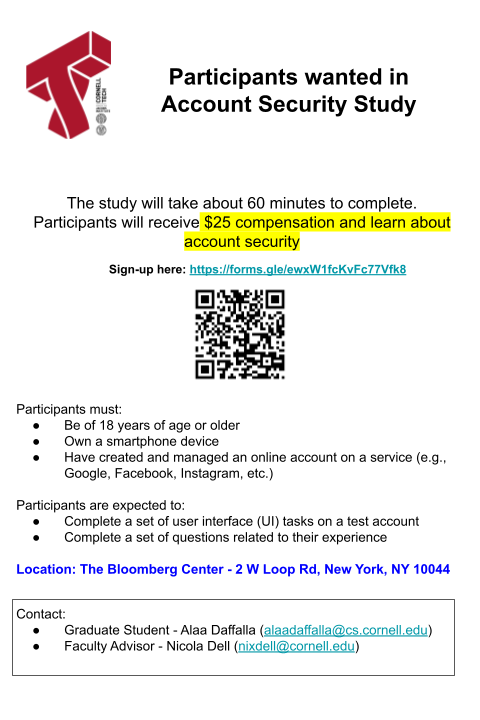 CORNELL
TECH
Participants wanted in
Account Security Study
The study will take about 60 minutes to complete.
Participants will receive $25 compensation and learn about
account security
Sign-up here: https://forms.gle/ewxW1fcKvFc77Vfk8
Participants must:
● Be of 18 years of age or older
● Own a smartphone device
● Have created and managed an online account on a service (e.g.,
Google, Facebook, Instagram, etc.)
Participants are expected to:
● Complete a set of user interface (UI) tasks on a test account
● Complete a set of questions related to their experience
Location: The Bloomberg Center - 2 W Loop Rd, New York, NY 10044
Contact:
● Graduate Student - Alaa Daffalla (alaadaffalla@cs.cornell.edu)
● Faculty Advisor - Nicola Dell (nixdell@cornell.edu)